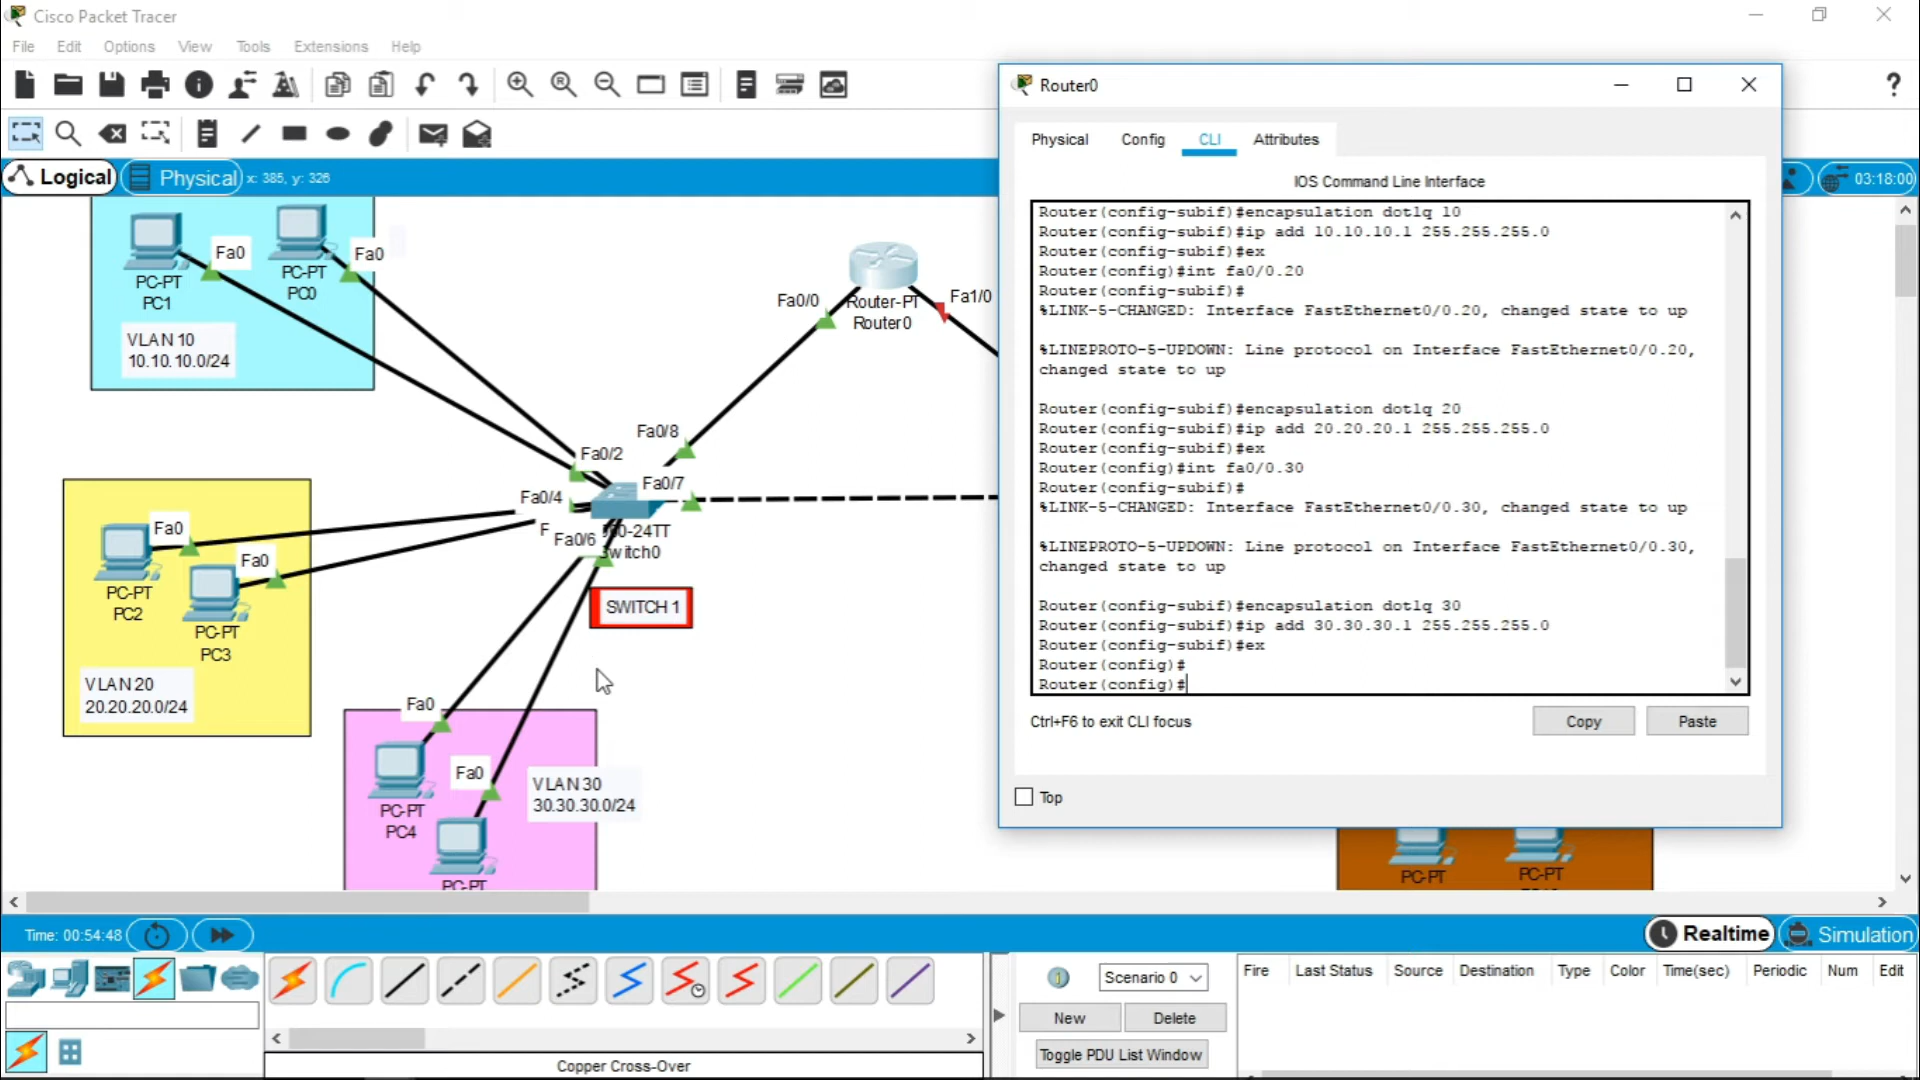 Cisco Packet Tracer
File Edit Options View Tools Extensions Help
Logical Physical x: 385, y: 326
03:18:00
PC-PT
PC1
Fa0
PC-PT
PC0
Fa0
VLAN 10
10.10.10.0/24
Fa0/0
Router-PT
Router0
Fa1/0
Fa0/8
Fa0/2
Fa0/7
Fa0/4
F
Fa0/6
Switch0
SWITCH 1
Fa0
PC-PT
PC2
Fa0
PC-PT
PC3
VLAN 20
20.20.20.0/24
Fa0
PC-PT
PC4
Fa0
PC-PT
VLAN 30
30.30.30.0/24
Router0
Physical Config CLI Attributes
IOS Command Line Interface
Router(config-subif)#encapsulation dot1q 10
Router(config-subif)#ip add 10.10.10.1 255.255.255.0
Router(config-subif)#ex
Router(config)#int fa0/0.20
Router(config-subif)#
%LINK-5-CHANGED: Interface FastEthernet0/0.20, changed state to up
%LINEPROTO-5-UPDOWN: Line protocol on Interface FastEthernet0/0.20,
changed state to up
Router(config-subif)#encapsulation dot1q 20
Router(config-subif)#ip add 20.20.20.1 255.255.255.0
Router(config-subif)#ex
Router(config)#int fa0/0.30
Router(config-subif)#
%LINK-5-CHANGED: Interface FastEthernet0/0.30, changed state to up
%LINEPROTO-5-UPDOWN: Line protocol on Interface FastEthernet0/0.30,
changed state to up
Router(config-subif)#encapsulation dot1q 30
Router(config-subif)#ip add 30.30.30.1 255.255.255.0
Router(config-subif)#ex
Router(config)#
Router(config)#
Ctrl+F6 to exit CLI focus
Copy
Paste
Top
PC-PT
PC-PT
Time: 00:54:48
Realtime Simulation
Copper Cross-Over
Scenario 0
New
Delete
Toggle PDU List Window
Fire Last Status Source Destination Type Color Time(sec) Periodic Num Edit